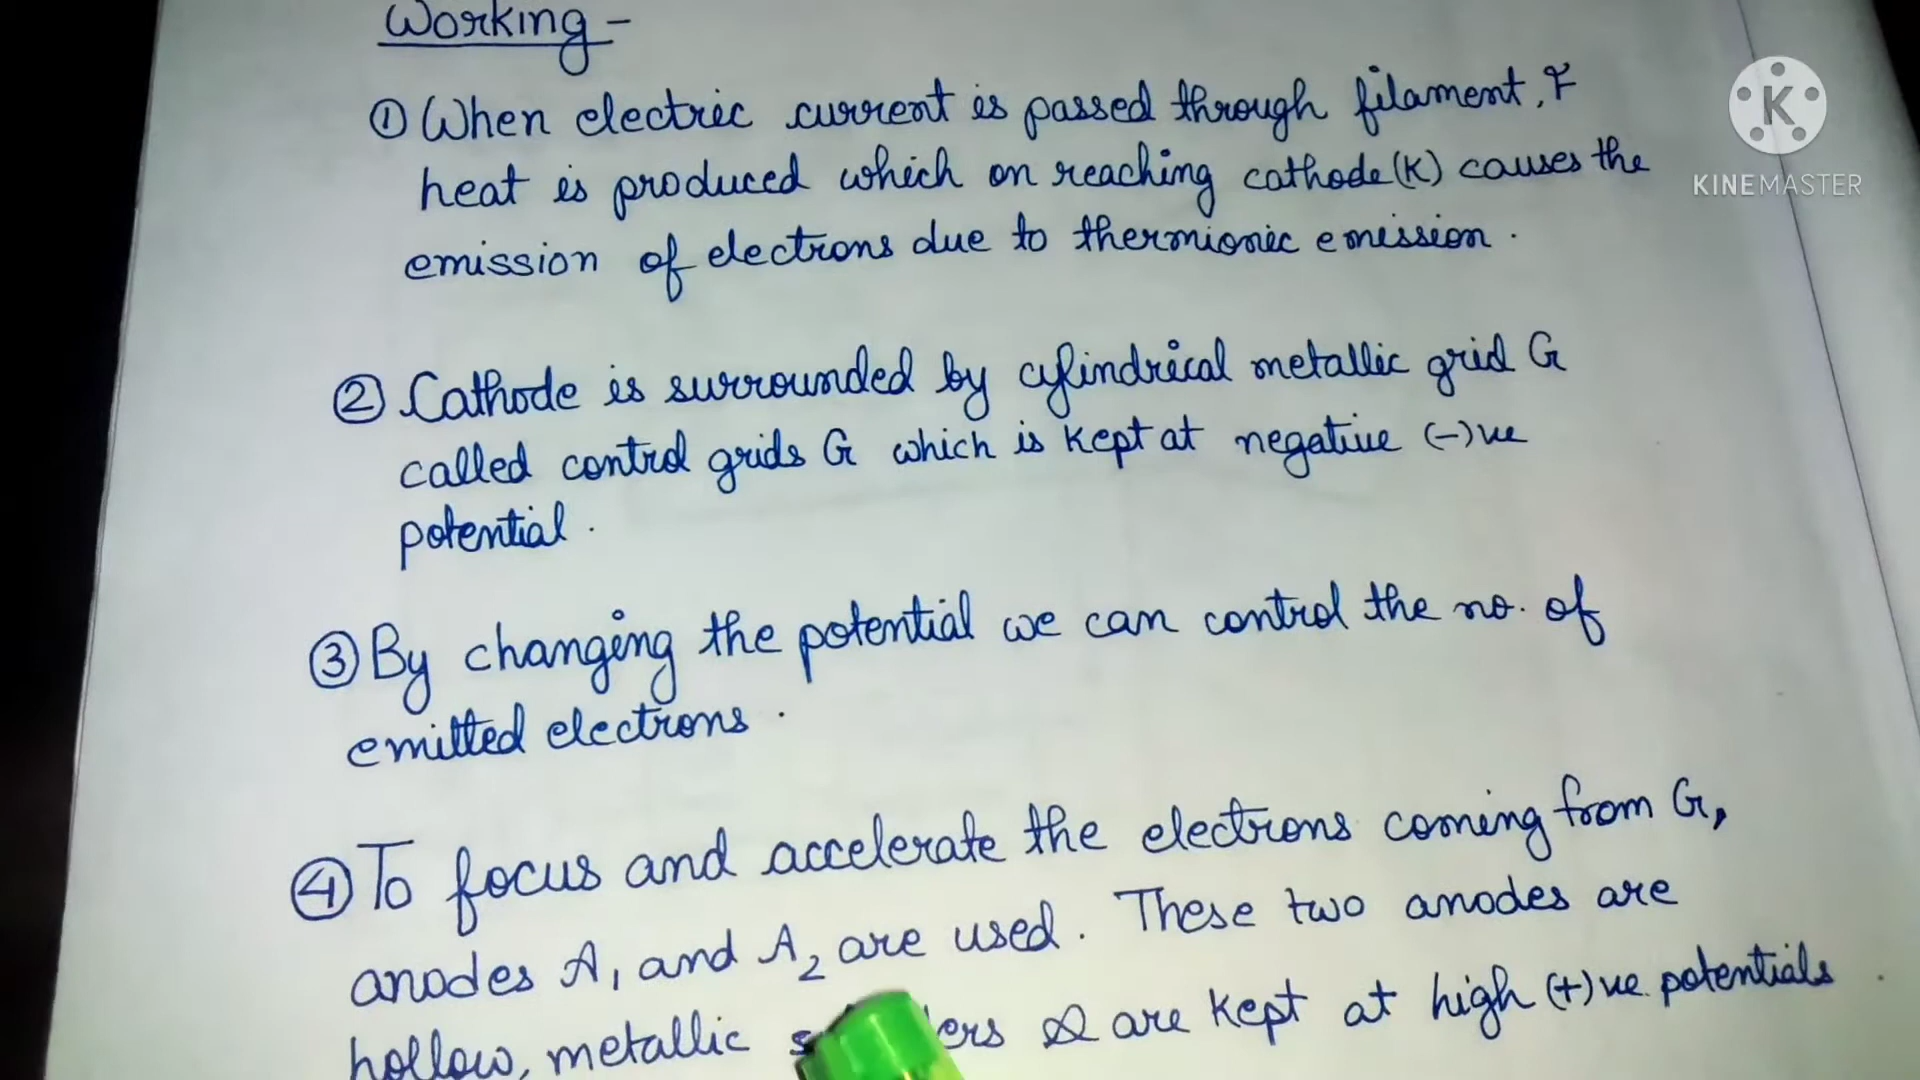 Working -
① When electric current is passed through filament, F
heat is produced which on reaching cathode (K) causes the
emission of electrons due to thermionic emission.
② Cathode is surrounded by cylindrical metallic grid G
called control grids G which is kept at negative (-)ve
potential.
③ By changing the potential we can control the no. of
emitted electrons.
④ To focus and accelerate the electrons coming from G,
anodes A₁ and A₂ are used. These two anodes are
hollow, metallic & are kept at high (+)ve potentials
K
KINEMASTER